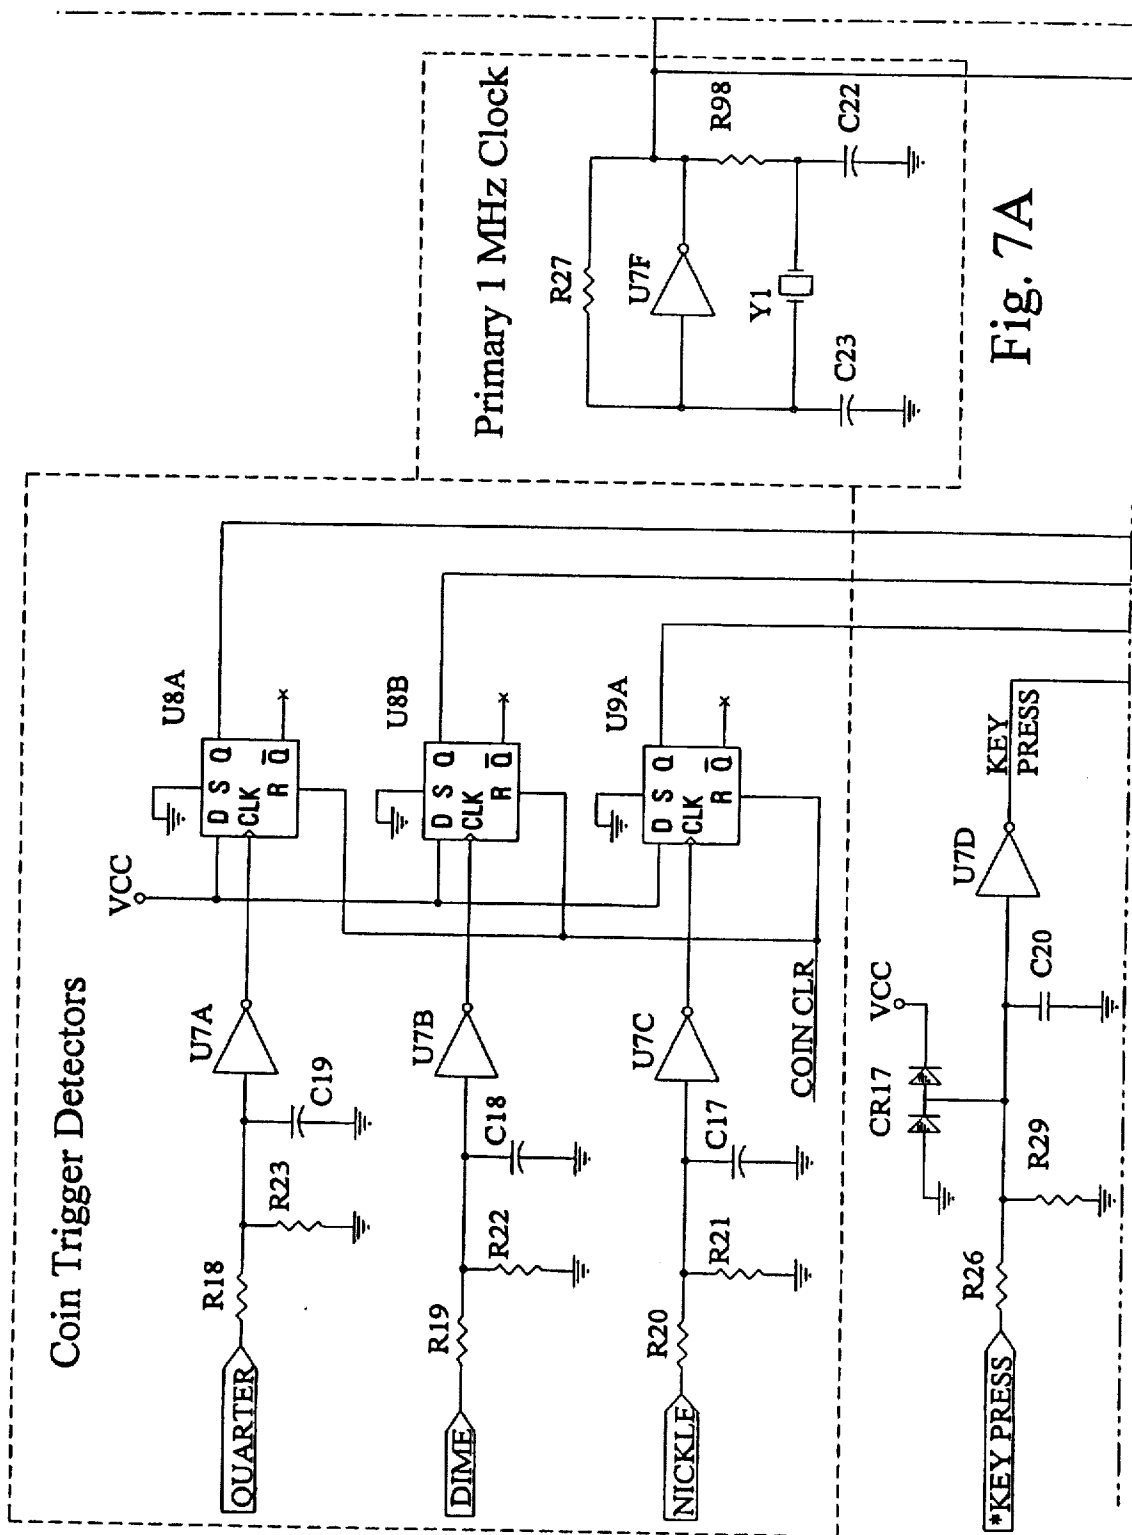 Coin Trigger Detectors
QUARTER
R18
R23
C19
U7A
VCC
U8A
D S Q
CLK
R Q̅
DIME
R19
R22
C18
U7B
U8B
D S Q
CLK
R Q̅
NICKLE
R20
R21
C17
U7C
U9A
D S Q
CLK
R Q̅
COIN CLR
*KEY PRESS
R26
R29
CR17
VCC
C20
U7D
KEY
PRESS
Primary 1 MHz Clock
R27
U7F
R98
Y1
C23
C22
Fig. 7A